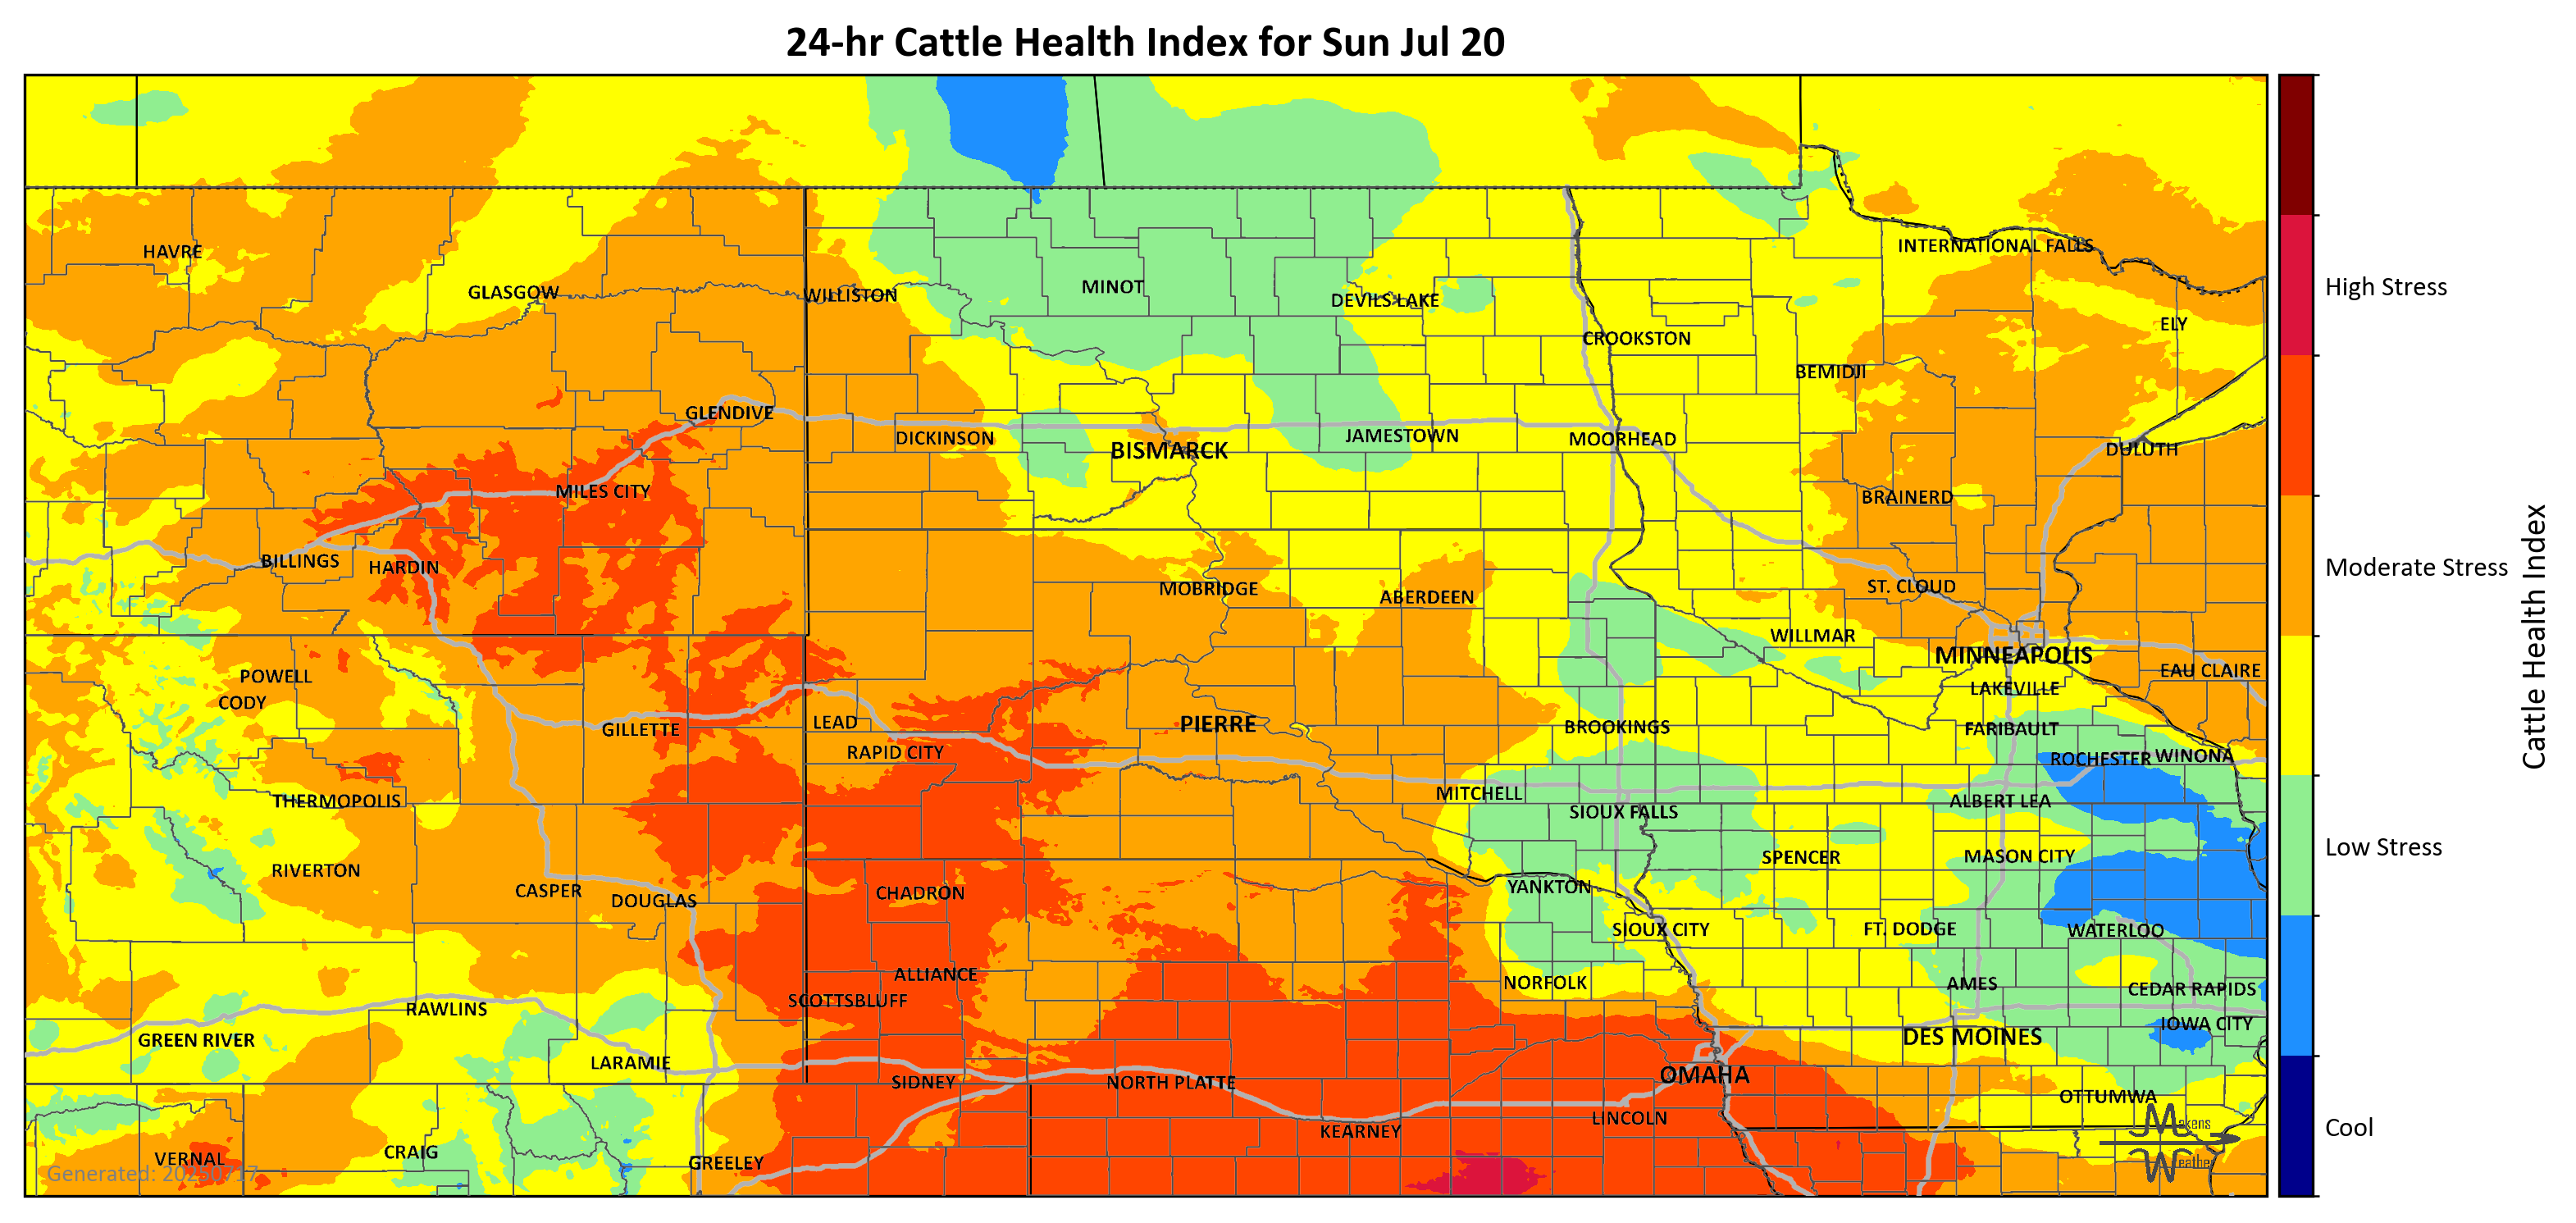 24-hr Cattle Health Index for Sun Jul 20
HAVRE
GLASGOW
WILLISTON
MINOT
DEVILS LAKE
CROOKSTON
INTERNATIONAL FALLS
ELY
BEMIDJI
GLENDIVE
DICKINSON
BISMARCK
JAMESTOWN
MOORHEAD
DULUTH
MILES CITY
BRAINERD
BILLINGS
HARDIN
MOBRIDGE
ABERDEEN
ST. CLOUD
WILLMAR
MINNEAPOLIS
EAU CLAIRE
POWELL
CODY
LAKEVILLE
GILLETTE
LEAD
PIERRE
BROOKINGS
FARIBAULT
RAPID CITY
ROCHESTER
WINONA
THERMOPOLIS
MITCHELL
SIOUX FALLS
ALBERT LEA
RIVERTON
SPENCER
MASON CITY
CASPER
DOUGLAS
CHADRON
YANKTON
SIOUX CITY
FT. DODGE
WATERLOO
ALLIANCE
SCOTTSBLUFF
NORFOLK
AMES
CEDAR RAPIDS
RAWLINS
GREEN RIVER
LARAMIE
DES MOINES
IOWA CITY
SIDNEY
NORTH PLATTE
OMAHA
OTTUMWA
LINCOLN
KEARNEY
CRAIG
VERNAL
GREELEY
Generated: 20250717
Makens
Weather
High Stress
Moderate Stress
Low Stress
Cool
Cattle Health Index